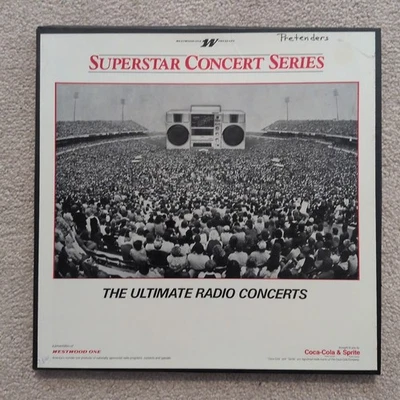 Pretenders
W
SUPERSTAR CONCERT SERIES
THE ULTIMATE RADIO CONCERTS
WESTWOOD ONE
Coca-Cola & Sprite